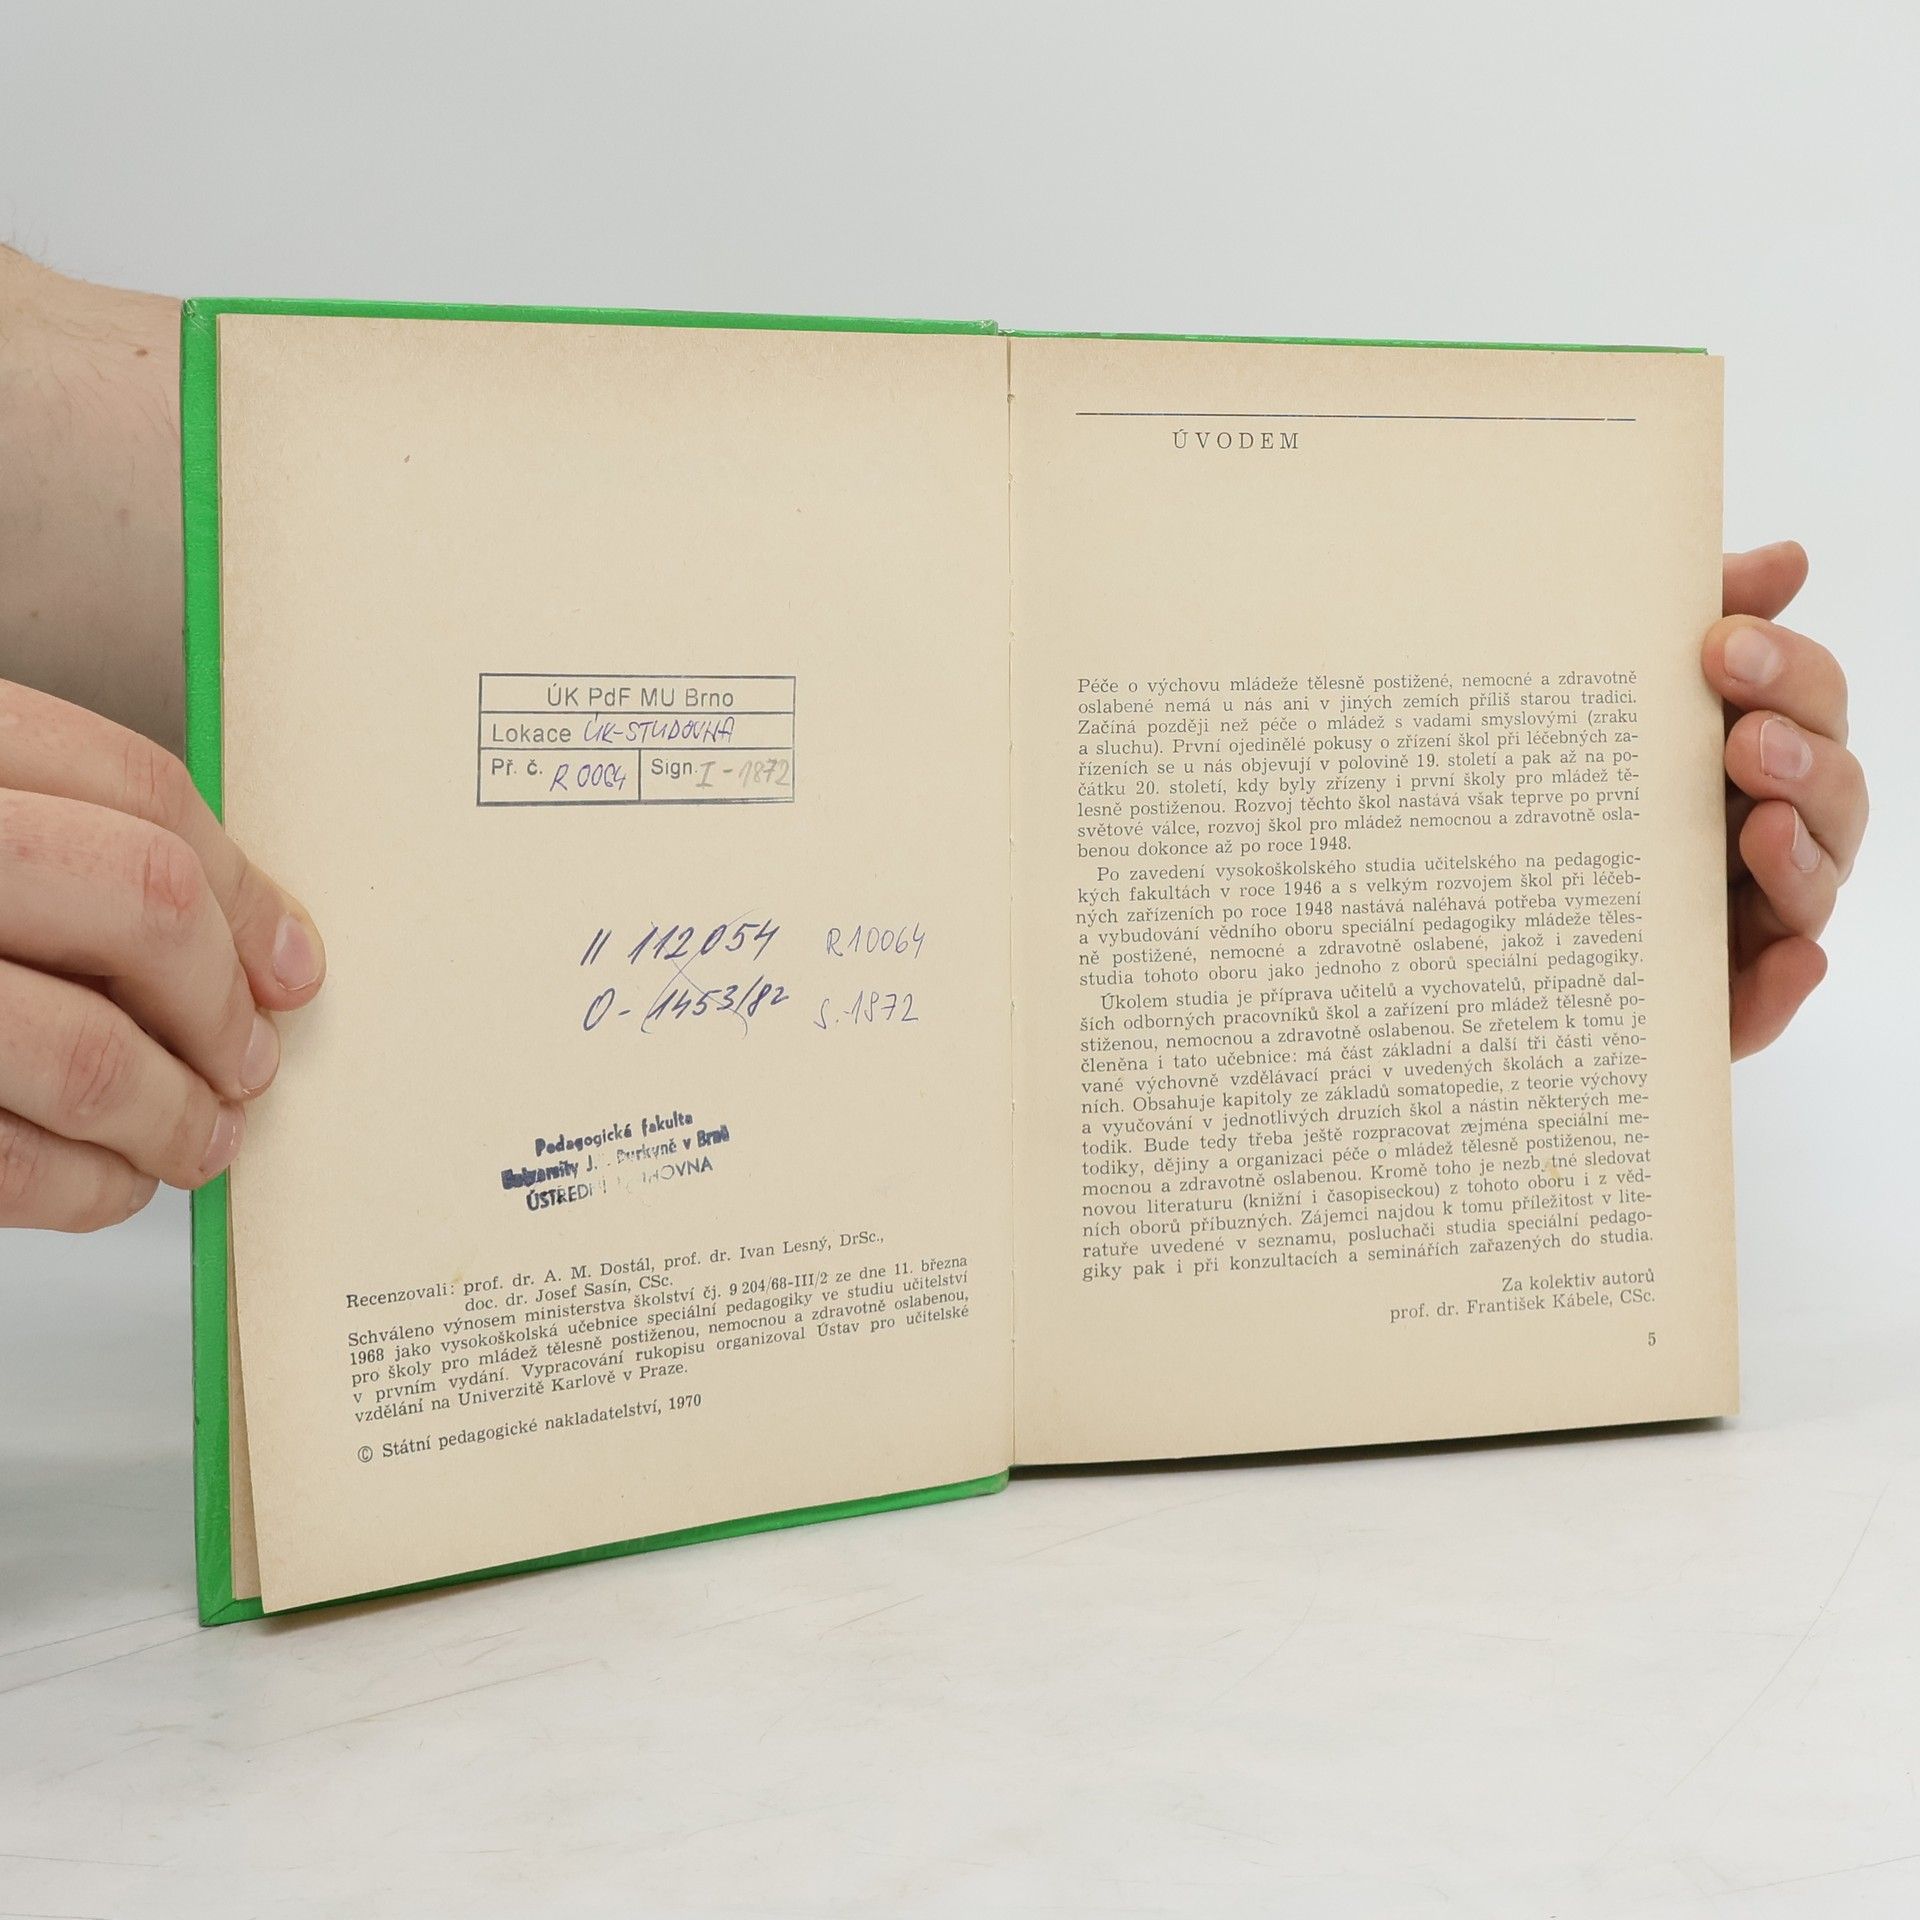 ÚK PdF MU Brno
Lokace ÚK-STUDOVNA
Př. č. R 0064 Sign. I - 1872
II 112 054 R10064
0 - 1453/82 S. 1872
Pedagogická fakulta
University J. Purkyně v Brně
ÚSTŘEDNÍ KNIHOVNA
Recenzovali: prof. dr. A. M. Dostál, prof. dr. Ivan Lesný, DrSc.,
doc. dr. Josef Sasín, CSc.
Schváleno výnosem ministerstva školství čj. 9 204/68-III/2 ze dne 11. března
1968 jako vysokoškolská učebnice speciální pedagogiky ve studiu učitelství
pro školy pro mládež tělesně postiženou, nemocnou a zdravotně oslabenou,
v prvním vydání. Vypracování rukopisu organizoval Ústav pro učitelské
vzdělání na Univerzitě Karlově v Praze.
© Státní pedagogické nakladatelství, 1970
ÚVODEM
Péče o výchovu mládeže tělesně postižené, nemocné a zdravotně
oslabené nemá u nás ani v jiných zemích příliš starou tradici.
Začíná později než péče o mládež s vadami smyslovými (zraku
a sluchu). První ojedinělé pokusy o zřízení škol při léčebných za-
řízeních se u nás objevují v polovině 19. století a pak až na po-
čátku 20. století, kdy byly zřízeny i první školy pro mládež tě-
lesně postiženou. Rozvoj těchto škol nastává však teprve po první
světové válce, rozvoj škol pro mládež nemocnou a zdravotně osla-
benou dokonce až po roce 1948.
Po zavedení vysokoškolského studia učitelského na pedagogic-
kých fakultách v roce 1946 a s velkým rozvojem škol při léčeb-
ných zařízeních po roce 1948 nastává naléhavá potřeba vymezení
a vybudování vědního oboru speciální pedagogiky mládeže těles-
ně postižené, nemocné a zdravotně oslabené, jakož i zavedení
studia tohoto oboru jako jednoho z oborů speciální pedagogiky.
Úkolem studia je příprava učitelů a vychovatelů, případně dal-
ších odborných pracovníků škol a zařízení pro mládež tělesně po-
stiženou, nemocnou a zdravotně oslabenou. Se zřetelem k tomu je
členěna i tato učebnice: má část základní a další tři části věno-
vané výchovně vzdělávací práci v uvedených školách a zaříze-
ních. Obsahuje kapitoly ze základů somatopedie, z teorie výchovy
a vyučování v jednotlivých druzích škol a nástin některých me-
todik. Bude tedy třeba ještě rozpracovat zejména speciální me-
todiky, dějiny a organizaci péče o mládež tělesně postiženou, ne-
mocnou a zdravotně oslabenou. Kromě toho je nezb tné sledovat
novou literaturu (knižní i časopiseckou) z tohoto oboru i z věd-
ních oborů příbuzných. Zájemci najdou k tomu příležitost v lite-
ratuře uvedené v seznamu, posluchači studia speciální pedago-
giky pak i při konzultacích a seminářích zařazených do studia.
Za kolektiv autorů
prof. dr. František Kábele, CSc.
5